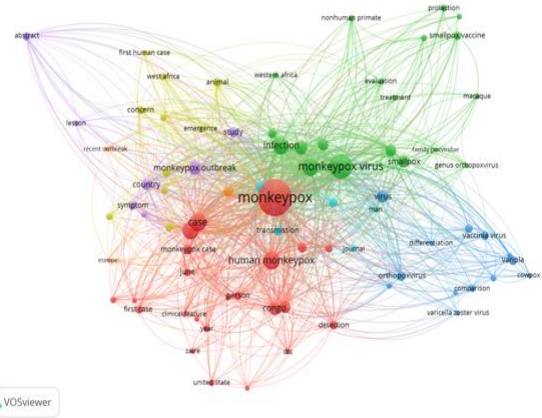 protection
nonhuman primate
abstract
smallpox vaccine
first human case
west africa
western africa
animal
evaluation
treatment
macaque
concern
lesson
emergence
study
recent outbreak
infection
family poxviridae
monkeypox outbreak
monkeypox virus
smallpox
genus orthopoxvirus
country
monkeypox
virus
symptom
man
case
transmission
vaccinia virus
differentiation
monkeypox case
journal
europe
human monkeypox
variola
june
orthopoxvirus
cowpox
person
comparison
first case
clinical feature
congo
varicella zoster virus
year
detection
zaire
drc
united state
VOSviewer